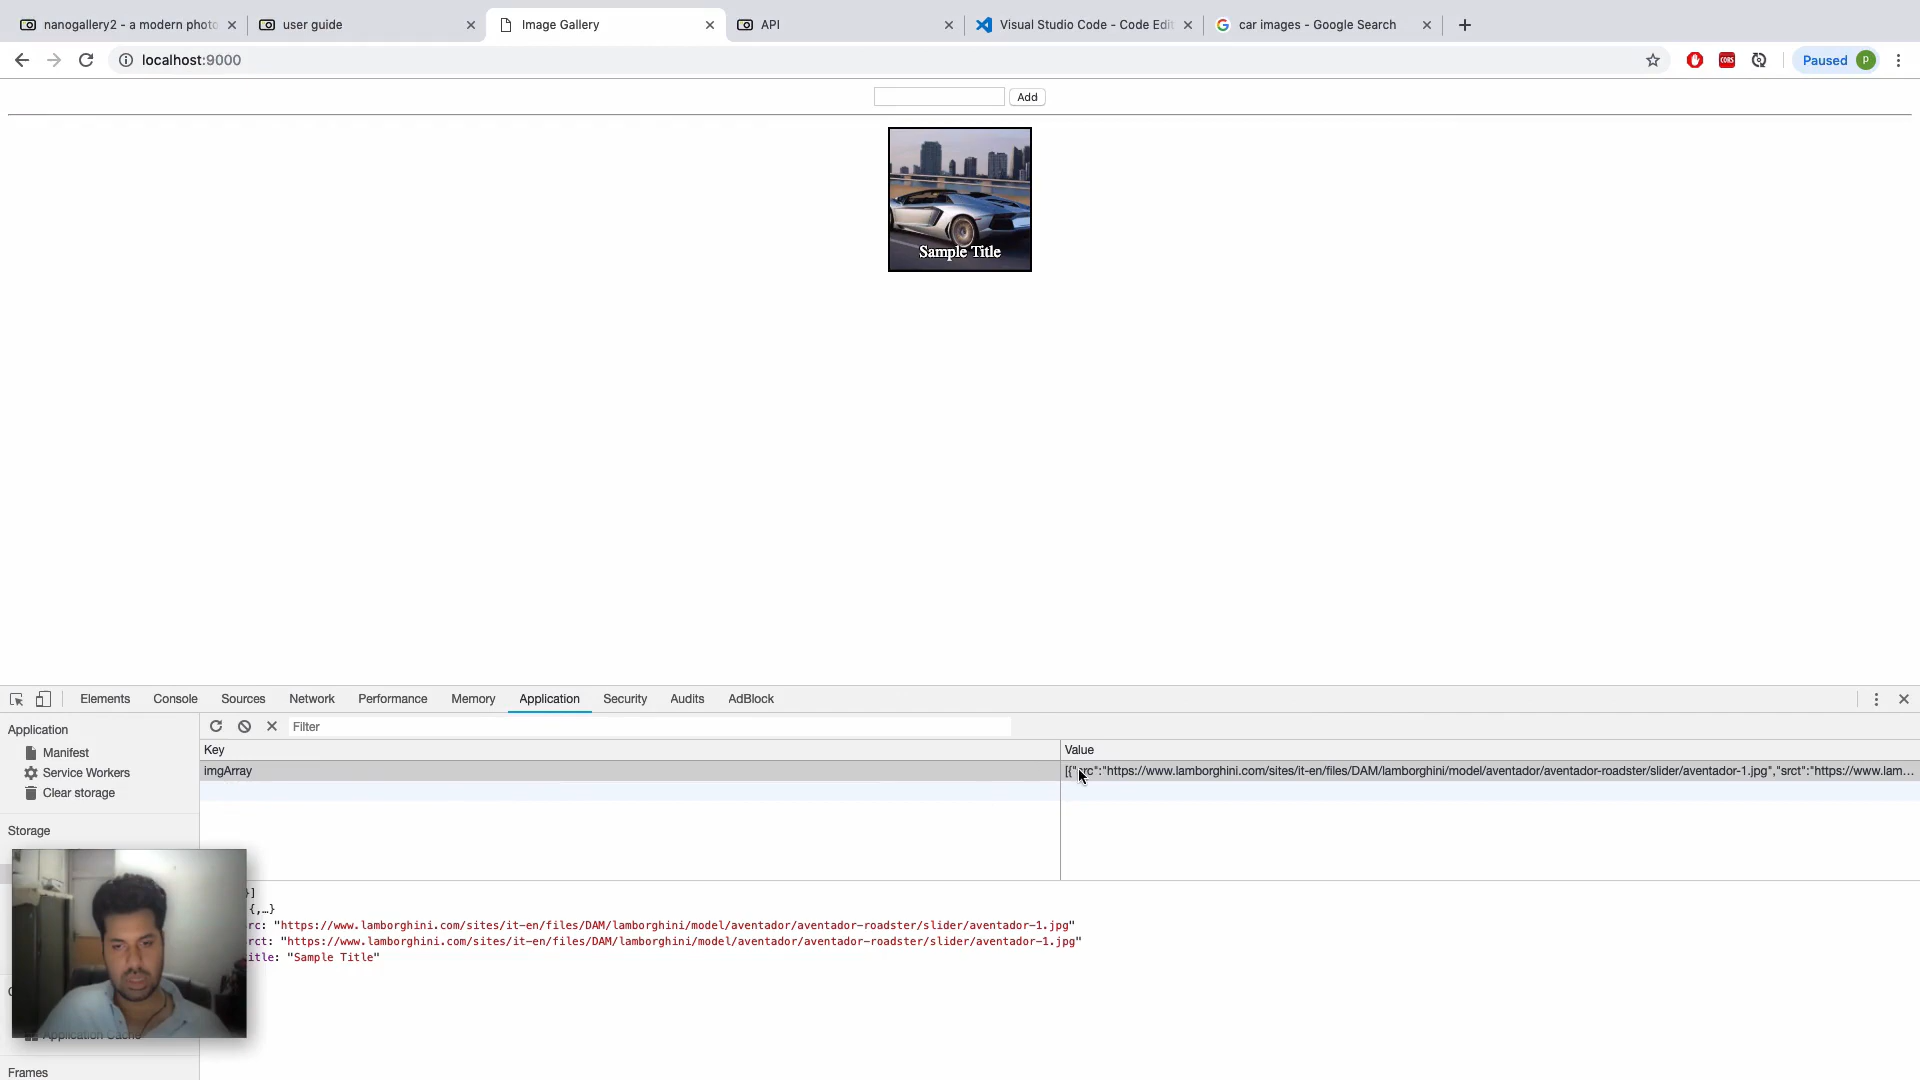 nanogallery2 - a modern photo
user guide
Image Gallery
API
Visual Studio Code - Code Edit
car images - Google Search
localhost:9000
CORS
Paused
P
Add
Sample Title
Elements
Console
Sources
Network
Performance
Memory
Application
Security
Audits
AdBlock
Application
Filter
Manifest
Key
Value
Service Workers
imgArray
[{"src":"https://www.lamborghini.com/sites/it-en/files/DAM/lamborghini/model/aventador/aventador-roadster/slider/aventador-1.jpg","srct":"https://www.lam…
Clear storage
Storage
}]
{,…}
rc: "https://www.lamborghini.com/sites/it-en/files/DAM/lamborghini/model/aventador/aventador-roadster/slider/aventador-1.jpg"
rct: "https://www.lamborghini.com/sites/it-en/files/DAM/lamborghini/model/aventador/aventador-roadster/slider/aventador-1.jpg"
itle: "Sample Title"
Application Cache
Frames